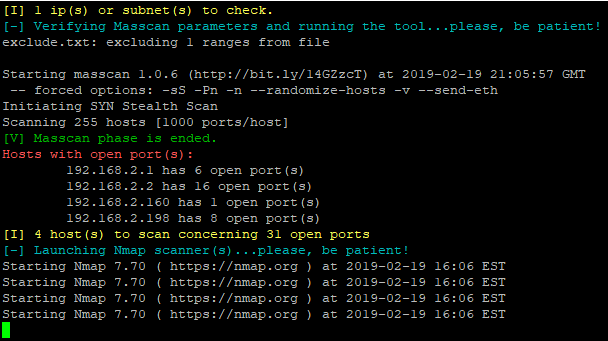 [I] 1 ip(s) or subnet(s) to check.
[-] Verifying Masscan parameters and running the tool...please, be patient!
exclude.txt: excluding 1 ranges from file
Starting masscan 1.0.6 (http://bit.ly/14GZzcT) at 2019-02-19 21:05:57 GMT
-- forced options: -sS -Pn -n --randomize-hosts -v --send-eth
Initiating SYN Stealth Scan
Scanning 255 hosts [1000 ports/host]
[V] Masscan phase is ended.
Hosts with open port(s):
192.168.2.1 has 6 open port(s)
192.168.2.2 has 16 open port(s)
192.168.2.160 has 1 open port(s)
192.168.2.198 has 8 open port(s)
[I] 4 host(s) to scan concerning 31 open ports
[-] Launching Nmap scanner(s)...please, be patient!
Starting Nmap 7.70 ( https://nmap.org ) at 2019-02-19 16:06 EST
Starting Nmap 7.70 ( https://nmap.org ) at 2019-02-19 16:06 EST
Starting Nmap 7.70 ( https://nmap.org ) at 2019-02-19 16:06 EST
Starting Nmap 7.70 ( https://nmap.org ) at 2019-02-19 16:06 EST